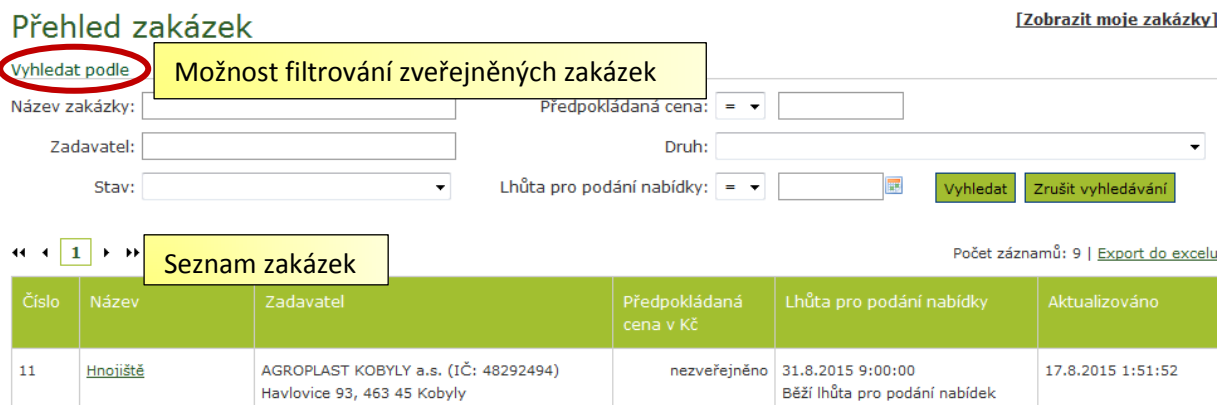 Přehled zakázek
[Zobrazit moje zakázky]
Vyhledat podle
Možnost filtrování zveřejněných zakázek
Název zakázky:
Předpokládaná cena: =
Zadavatel:
Druh:
Stav:
Lhůta pro podání nabídky: =
Vyhledat
Zrušit vyhledávání
1
Seznam zakázek
Počet záznamů: 9 | Export do excelu
Číslo
Název
Zadavatel
Předpokládaná
cena v Kč
Lhůta pro podání nabídky
Aktualizováno
11
Hnojiště
AGROPLAST KOBYLY a.s. (IČ: 48292494)
Havlovice 93, 463 45 Kobyly
nezveřejněno
31.8.2015 9:00:00
Běží lhůta pro podání nabídek
17.8.2015 1:51:52